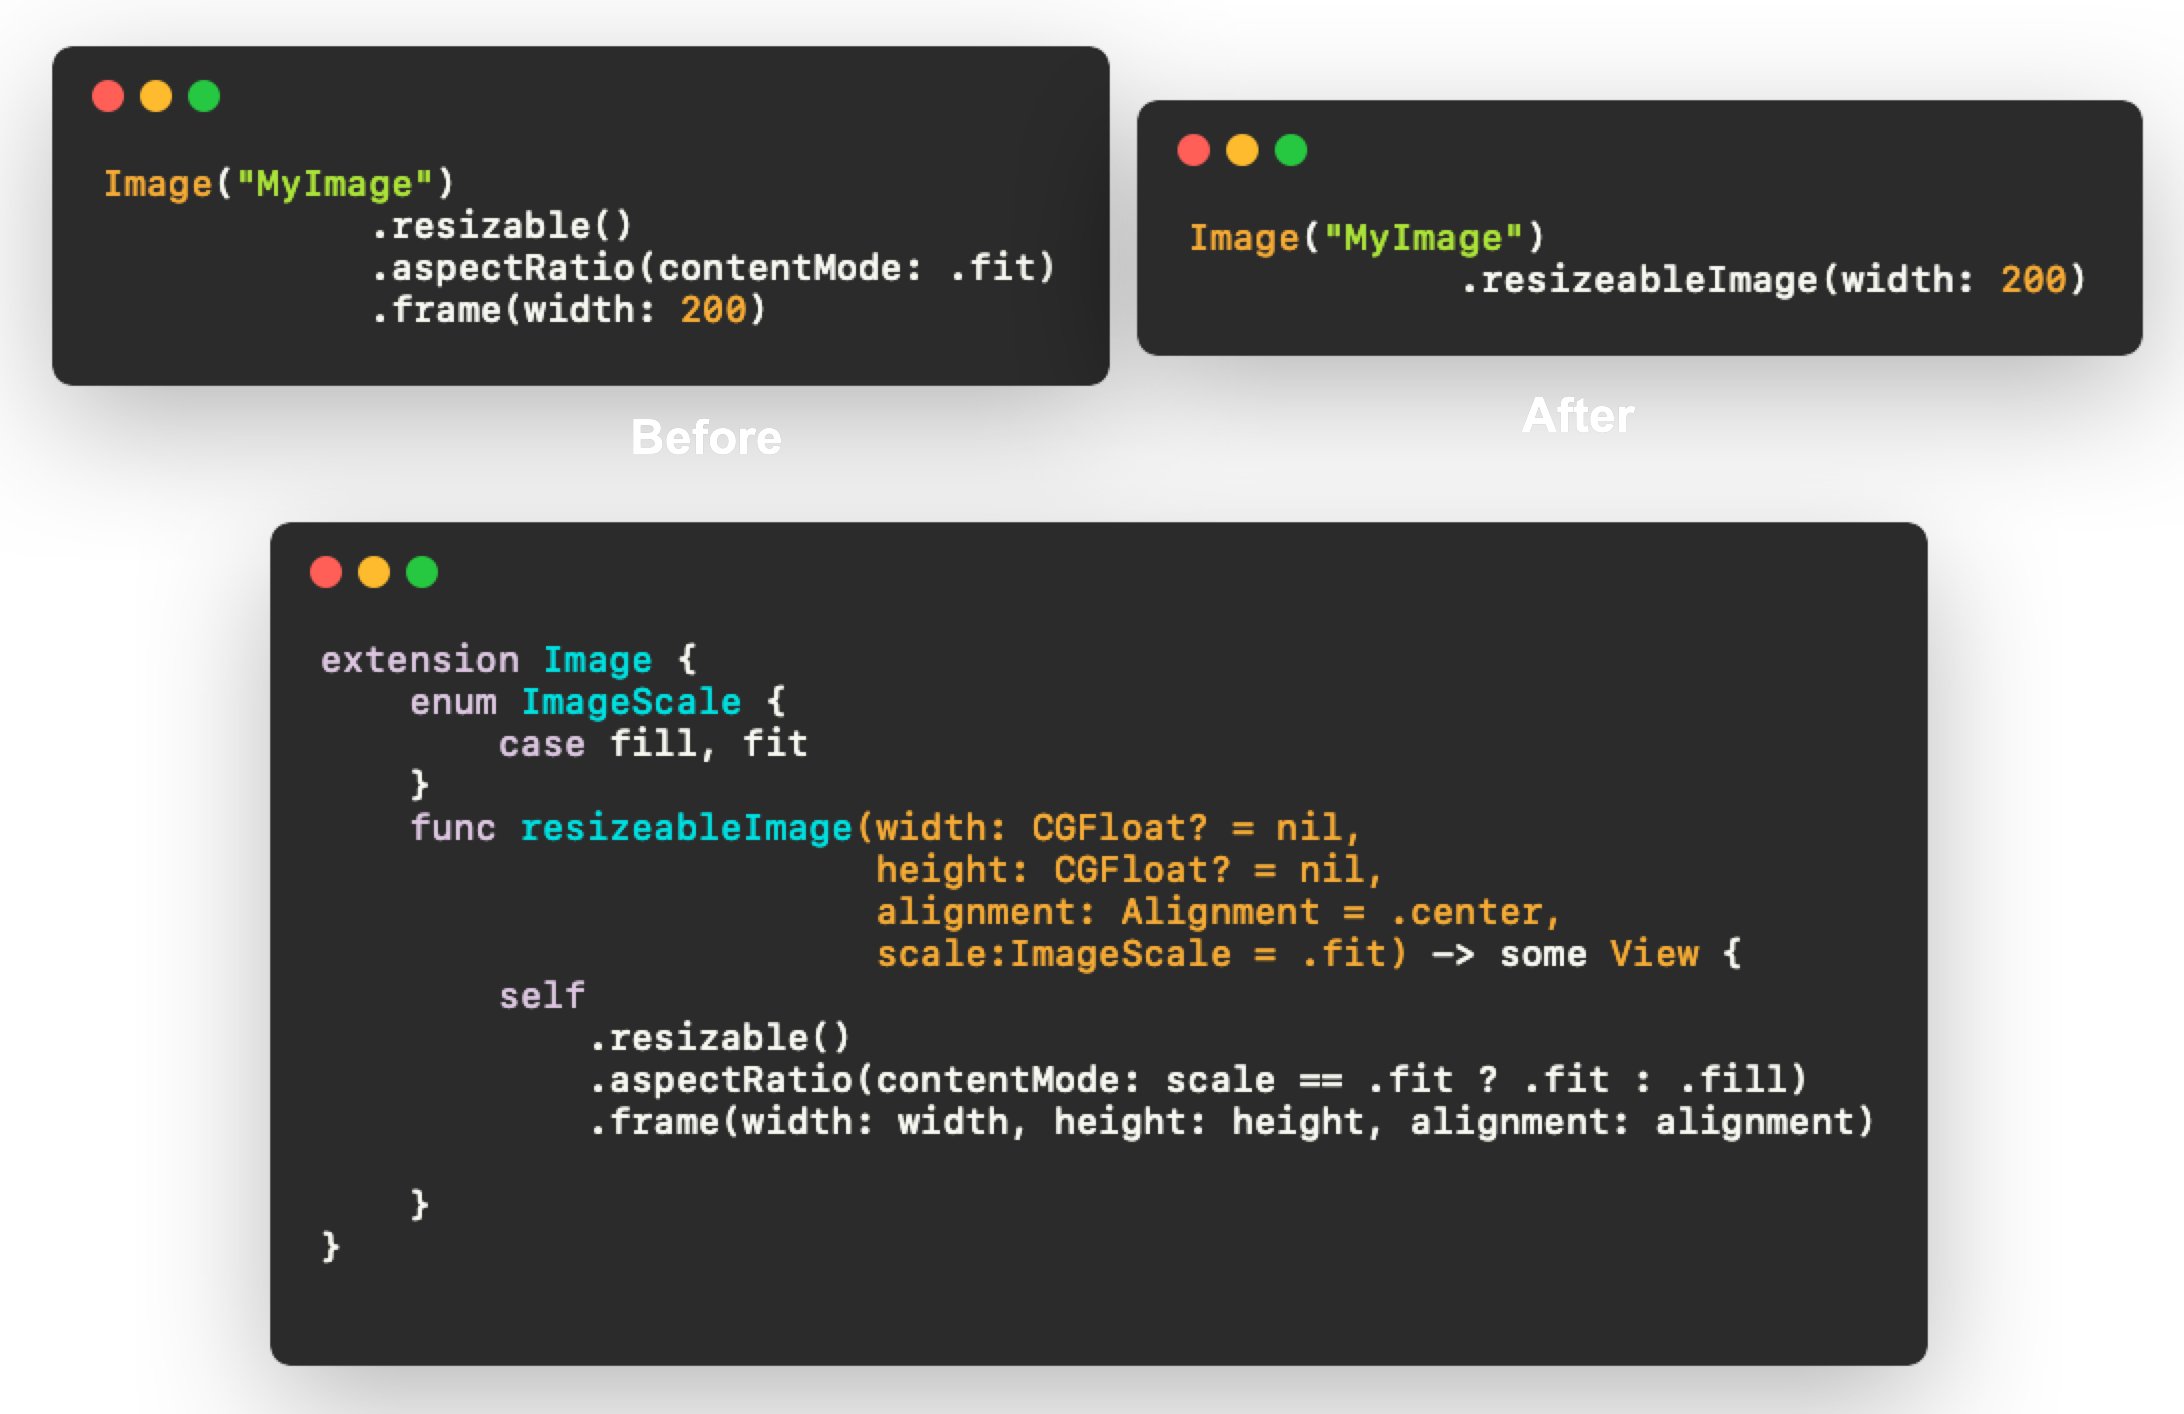 Image("MyImage")
.resizable()
.aspectRatio(contentMode: .fit)
.frame(width: 200)
Before
Image("MyImage")
.resizeableImage(width: 200)
After
extension Image {
enum ImageScale {
case fill, fit
}
func resizeableImage(width: CGFloat? = nil,
height: CGFloat? = nil,
alignment: Alignment = .center,
scale:ImageScale = .fit) -> some View {
self
.resizable()
.aspectRatio(contentMode: scale == .fit ? .fit : .fill)
.frame(width: width, height: height, alignment: alignment)
}
}